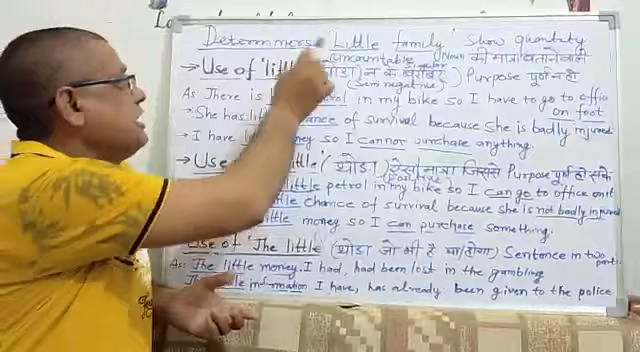 Determiners 'Little family' Show quantity
uncountable Noun की मात्रा बताने वाले
→ Use of 'little' न के बराबर ) Purpose पूर्ण न हो
(Semi negative)
As There is petrol in my bike so I have to go to office
on foot
→ She has chance of survival because she is badly injured
→ I have money so I cannot purchase anything.
→ Use little' ( थोड़ा ) ऐसी मात्रा जिससे Purpose पूर्ण हो सके
(Positive)
little petrol in my bike so I can go to office on it
little chance of survival because she is not badly injured
little money so I can purchase something.
Use of 'The little' (थोड़ा जो भी है था/होगा) Sentence in two parts
As: The little money I had, had been lost in the gambling
The little information I have, has already been given to the police